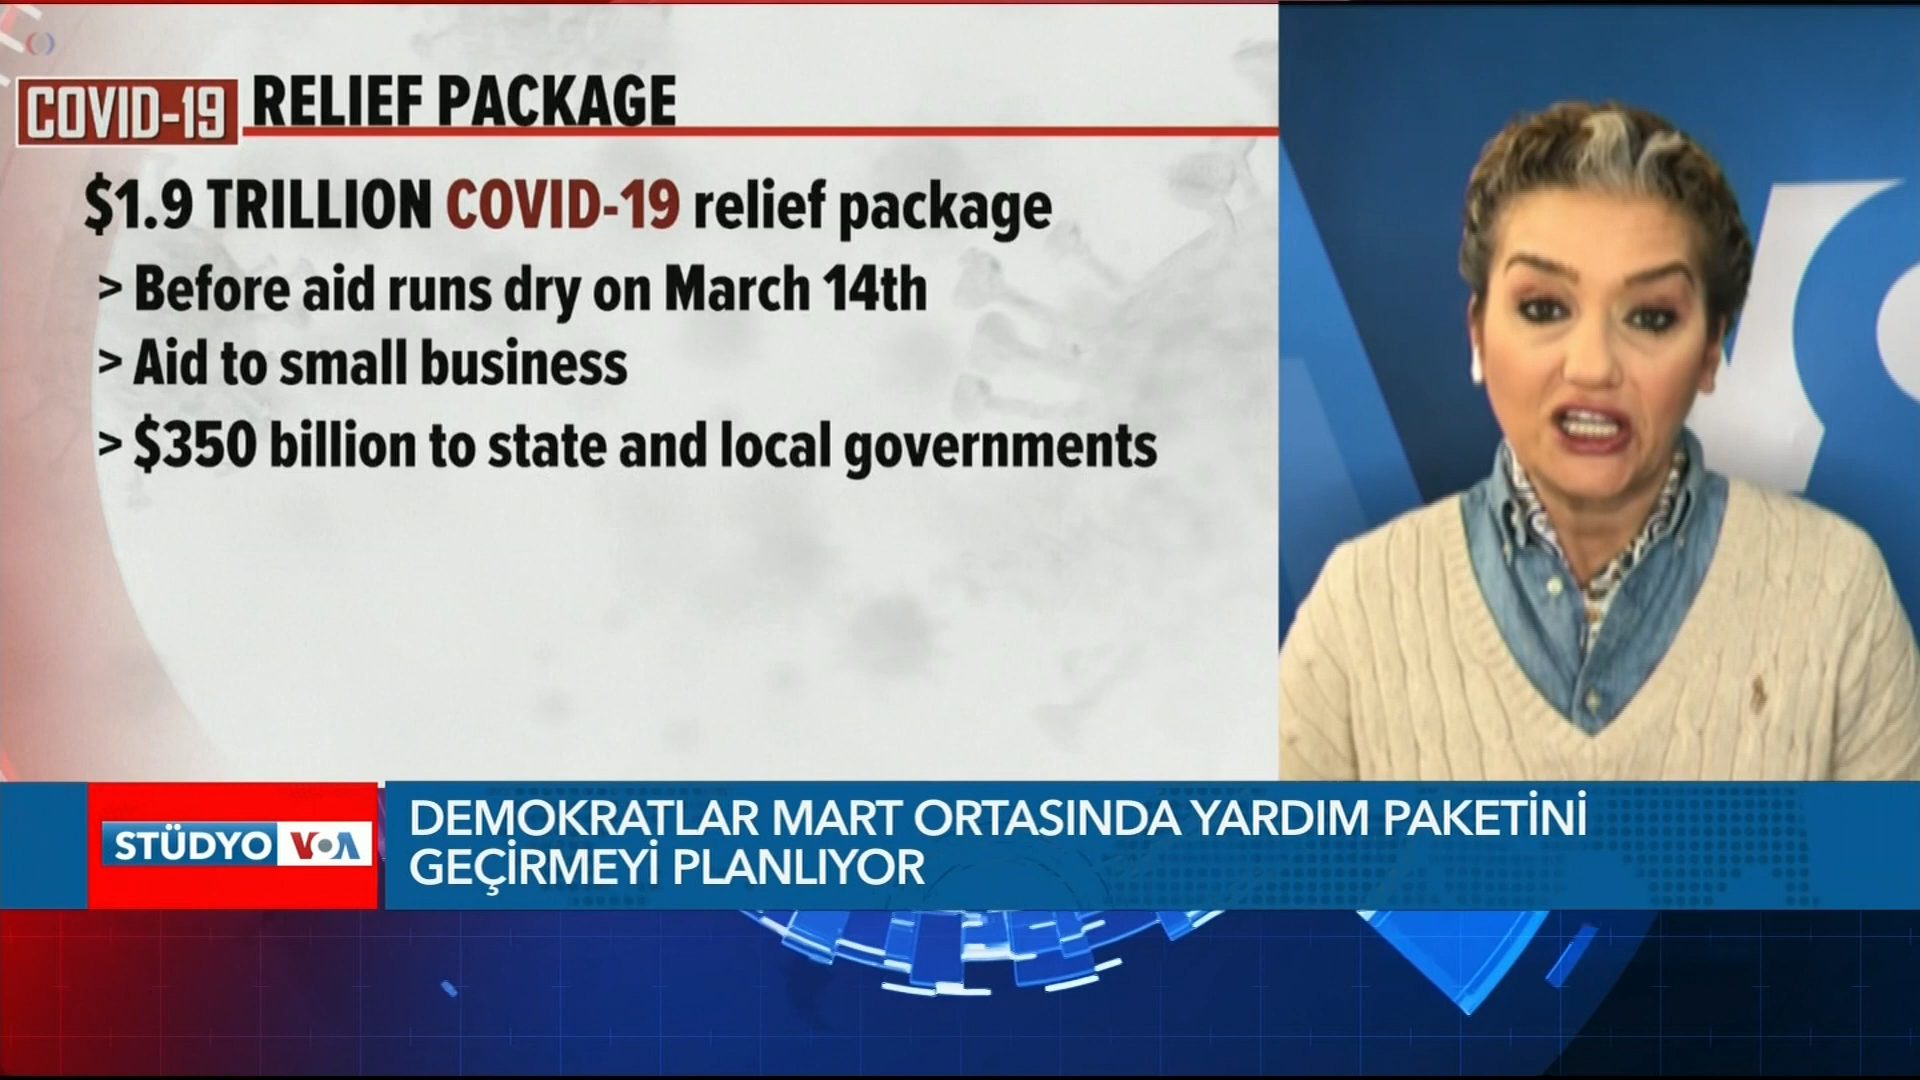 COVID-19 RELIEF PACKAGE
$1.9 TRILLION COVID-19 relief package
> Before aid runs dry on March 14th
> Aid to small business
> $350 billion to state and local governments
STÜDYO VOA
DEMOKRATLAR MART ORTASINDA YARDIM PAKETİNİ
GEÇİRMEYİ PLANLIYOR